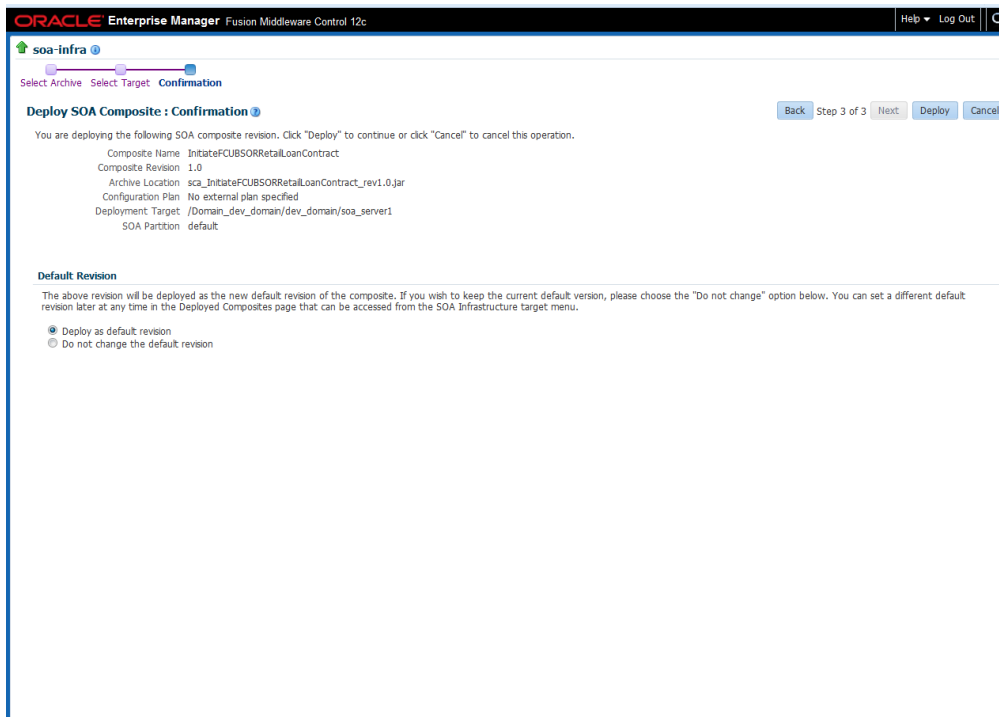 ORACLE Enterprise Manager Fusion Middleware Control 12c
Help Log Out
soa-infra
Select Archive Select Target Confirmation
Deploy SOA Composite : Confirmation
Back Step 3 of 3 Next Deploy Cancel
You are deploying the following SOA composite revision. Click "Deploy" to continue or click "Cancel" to cancel this operation.
Composite Name InitiateFCUBSORRetailLoanContract
Composite Revision 1.0
Archive Location sca_InitiateFCUBSORRetailLoanContract_rev1.0.jar
Configuration Plan No external plan specified
Deployment Target /Domain_dev_domain/dev_domain/soa_server1
SOA Partition default
Default Revision
The above revision will be deployed as the new default revision of the composite. If you wish to keep the current default version, please choose the "Do not change" option below. You can set a different default
revision later at any time in the Deployed Composites page that can be accessed from the SOA Infrastructure target menu.
Deploy as default revision
Do not change the default revision